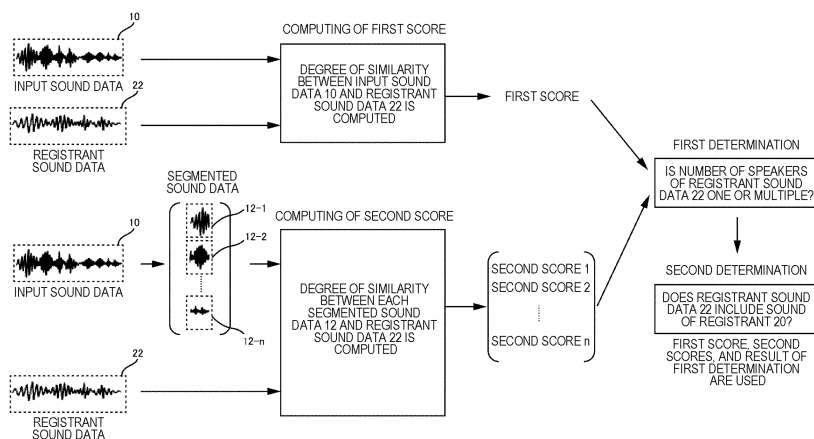 10
INPUT SOUND DATA
22
REGISTRANT
SOUND DATA
COMPUTING OF FIRST SCORE
DEGREE OF SIMILARITY
BETWEEN INPUT SOUND
DATA 10 AND REGISTRANT
SOUND DATA 22 IS
COMPUTED
FIRST SCORE
FIRST DETERMINATION
IS NUMBER OF SPEAKERS
OF REGISTRANT SOUND
DATA 22 ONE OR MULTIPLE?
SEGMENTED
SOUND DATA
10
INPUT SOUND DATA
12-1
12-2
12-n
22
REGISTRANT
SOUND DATA
COMPUTING OF SECOND SCORE
DEGREE OF SIMILARITY
BETWEEN EACH
SEGMENTED SOUND
DATA 12 AND REGISTRANT
SOUND DATA 22 IS
COMPUTED
SECOND SCORE 1
SECOND SCORE 2
SECOND SCORE n
SECOND DETERMINATION
DOES REGISTRANT SOUND
DATA 22 INCLUDE SOUND
OF REGISTRANT 20?
FIRST SCORE, SECOND
SCORES, AND RESULT OF
FIRST DETERMINATION
ARE USED